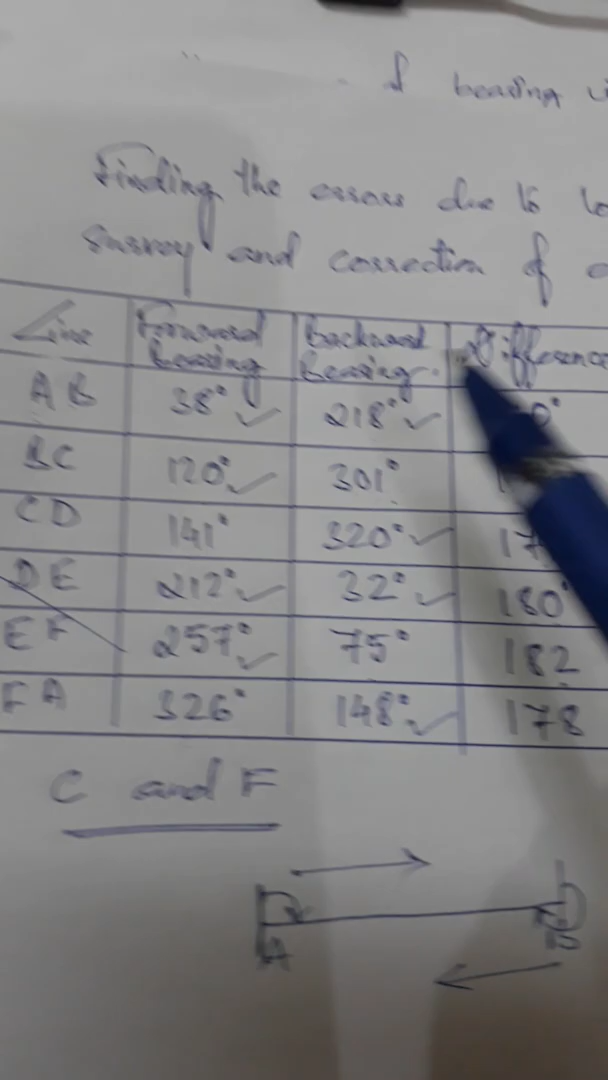 of bearing
Finding the errors due to
survey and correction of
Line Forward bearing Backward bearing. Difference
AB 38° ✓ 218° ✓
BC 120° ✓ 301°
CD 141° 320° ✓ 17
DE 212° ✓ 32° ✓ 180°
EF 257° ✓ 75° 182
FA 326° 148° ✓ 178
C and F
A
B